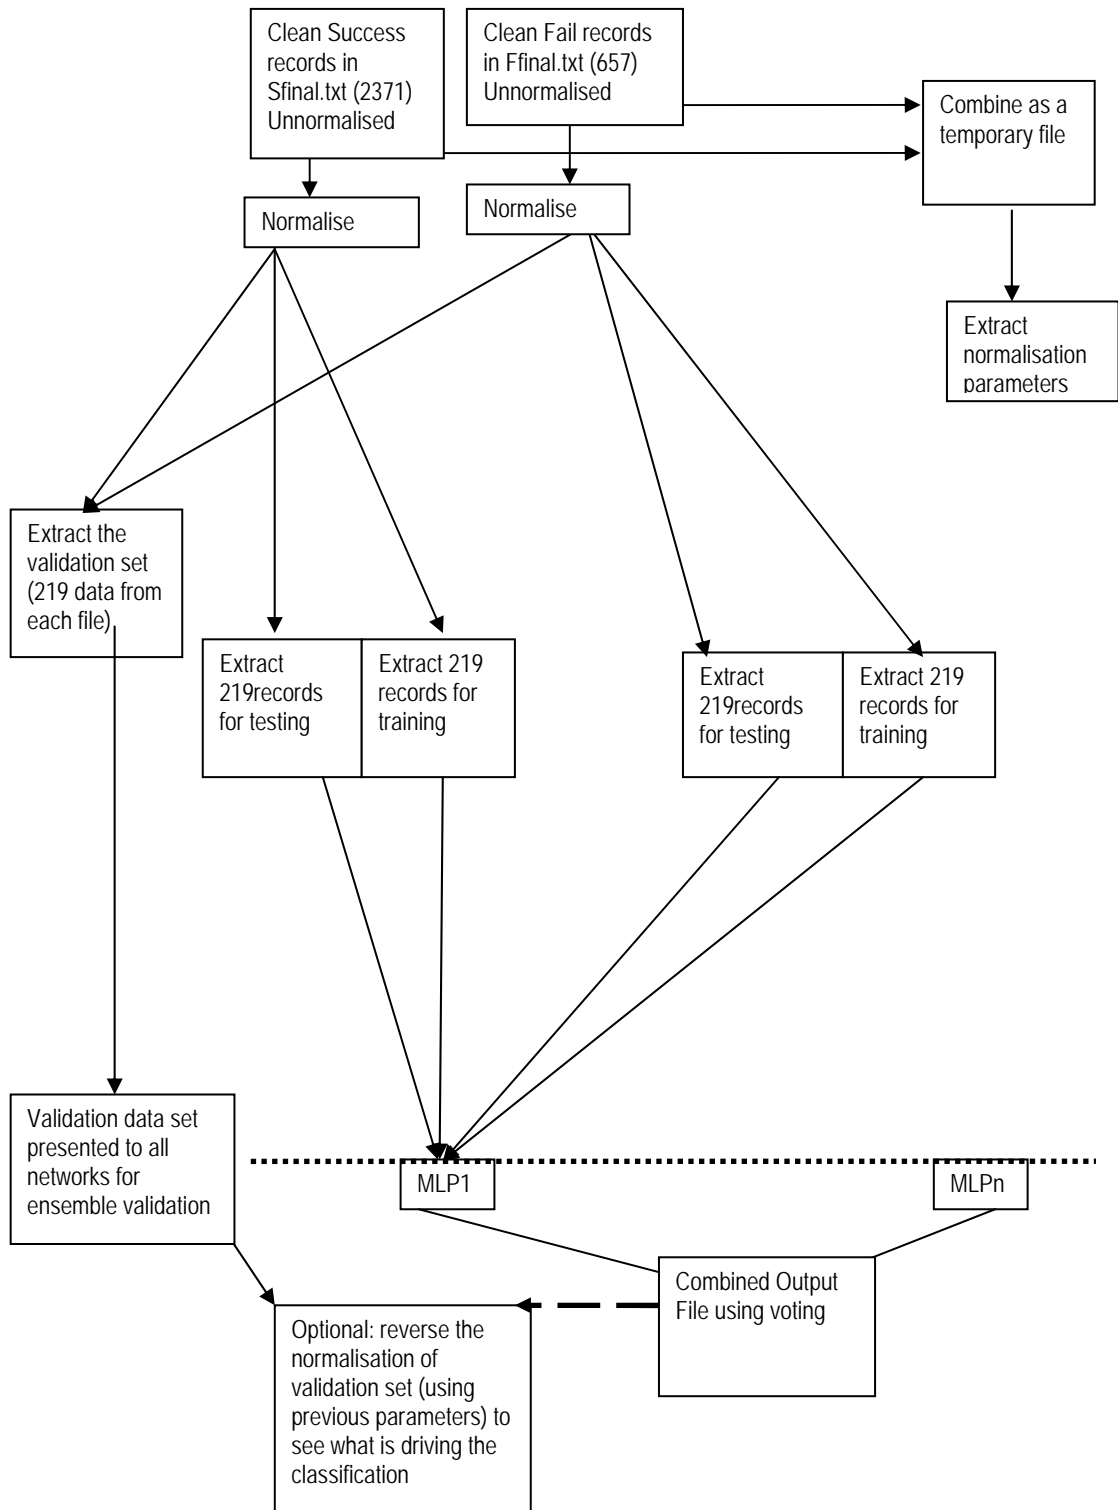 Clean Success
records in
Sfinal.txt (2371)
Unnormalised
Clean Fail records
in Ffinal.txt (657)
Unnormalised
Combine as a
temporary file
Normalise
Normalise
Extract
normalisation
parameters
Extract the
validation set
(219 data from
each file)
Extract
219records
for testing
Extract 219
records for
training
Extract
219records
for testing
Extract 219
records for
training
Validation data set
presented to all
networks for
ensemble validation
MLP1
MLPn
Combined Output
File using voting
Optional: reverse the
normalisation of
validation set (using
previous parameters) to
see what is driving the
classification